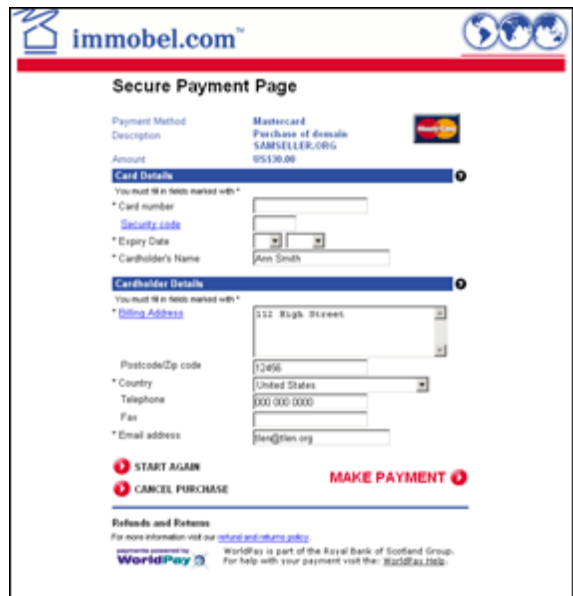 immobel.com™
Secure Payment Page
Payment Method Mastercard
Description Purchase of domain
SAMSELLER.ORG
MasterCard
Amount US$30.00
Card Details ?
You must fill in fields marked with *
* Card number
Security code
* Expiry Date
* Cardholder's Name Ann Smith
Cardholder Details ?
You must fill in fields marked with *
* Billing Address 112 High Street
Postcode/Zip code 12456
* Country United States
Telephone 000 000 0000
Fax
* Email address tlen@tlen.org
START AGAIN
MAKE PAYMENT
CANCEL PURCHASE
Refunds and Returns
For more information visit our refund and returns policy.
payments powered by
WorldPay
WorldPay is part of the Royal Bank of Scotland Group.
For help with your payment visit the: WorldPay Help.